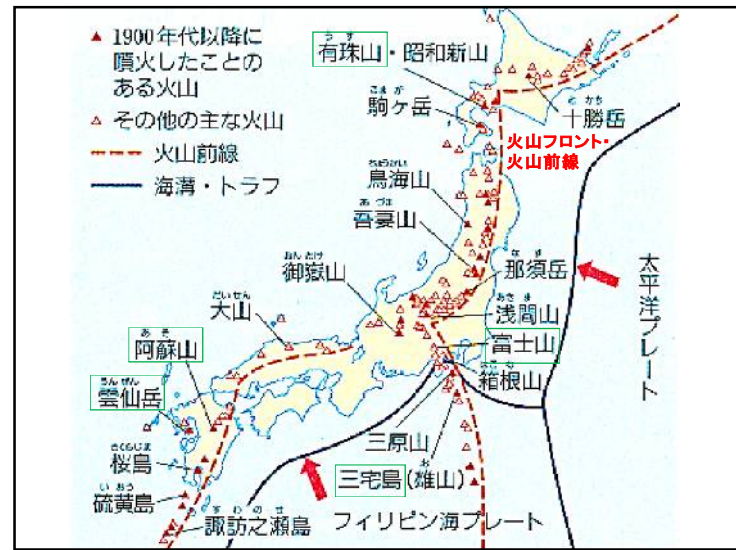 ▲ 1900年代以降に
噴火したことの
ある火山
△ その他の主な火山
火山前線
海溝・トラフ
うす
有珠山・昭和新山
こまが
駒ヶ岳
とかち
十勝岳
火山フロント・
火山前線
ちょうかい
鳥海山
あづま
吾妻山
おんたけ
御嶽山
なす
那須岳
だいせん
大山
あさま
浅間山
あそ
阿蘇山
富士山
箱根山
うんぜん
雲仙岳
三原山
さくらじま
桜島
お
三宅島(雄山)
いおう
硫黄島
すわのせ
諏訪之瀬島
フィリピン海プレート
太平洋プレート